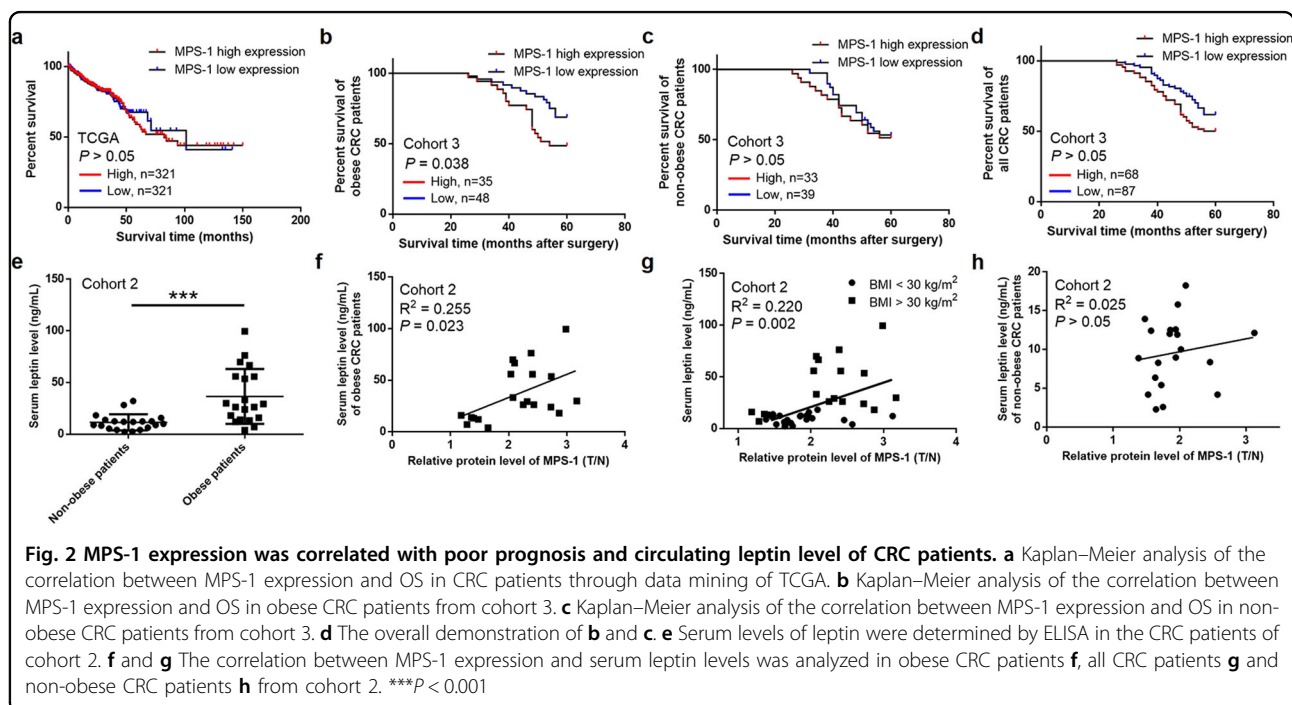 a
MPS-1 high expression
MPS-1 low expression
Percent survival
100
50
0
TCGA
P > 0.05
High, n=321
Low, n=321
0 50 100 150 200
Survival time (months)
b
MPS-1 high expression
MPS-1 low expression
Percent survival of
obese CRC patients
100
50
0
Cohort 3
P = 0.038
High, n=35
Low, n=48
0 20 40 60 80
Survival time (months after surgery)
c
MPS-1 high expression
MPS-1 low expression
Percent survival of
non-obese CRC patients
100
50
0
Cohort 3
P > 0.05
High, n=33
Low, n=39
0 20 40 60 80
Survival time (months after surgery)
d
MPS-1 high expression
MPS-1 low expression
Percent survival of
all CRC patients
100
50
0
Cohort 3
P > 0.05
High, n=68
Low, n=87
0 20 40 60 80
Survival time (months after surgery)
e
Cohort 2
***
Serum leptin level (ng/mL)
150
100
50
0
Non-obese patients
Obese patients
f
Cohort 2
R² = 0.255
P = 0.023
Serum leptin level (ng/mL)
of obese CRC patients
150
100
50
0
0 1 2 3 4
Relative protein level of MPS-1 (T/N)
g
Cohort 2
R² = 0.220
P = 0.002
BMI < 30 kg/m²
BMI > 30 kg/m²
Serum leptin level (ng/mL)
150
100
50
0
1 2 3 4
Relative protein level of MPS-1 (T/N)
h
Cohort 2
R² = 0.025
P > 0.05
Serum leptin level (ng/mL)
of non-obese CRC patients
20
15
10
5
0
0 1 2 3
Relative protein level of MPS-1 (T/N)
Fig. 2 MPS-1 expression was correlated with poor prognosis and circulating leptin level of CRC patients. a Kaplan–Meier analysis of the
correlation between MPS-1 expression and OS in CRC patients through data mining of TCGA. b Kaplan–Meier analysis of the correlation between
MPS-1 expression and OS in obese CRC patients from cohort 3. c Kaplan–Meier analysis of the correlation between MPS-1 expression and OS in non-
obese CRC patients from cohort 3. d The overall demonstration of b and c. e Serum levels of leptin were determined by ELISA in the CRC patients of
cohort 2. f and g The correlation between MPS-1 expression and serum leptin levels was analyzed in obese CRC patients f, all CRC patients g and
non-obese CRC patients h from cohort 2. ***P < 0.001